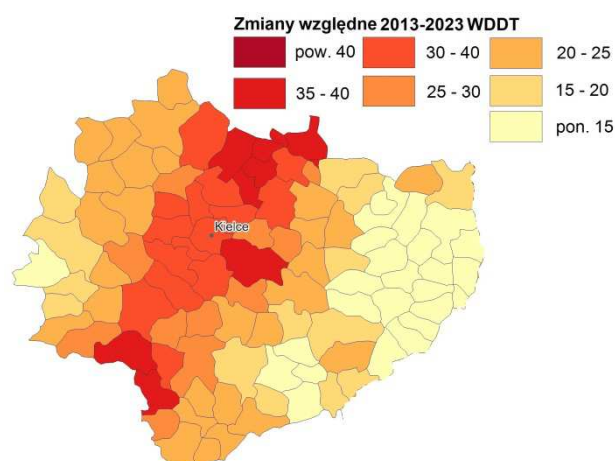 Zmiany względne 2013-2023 WDDT
pow. 40
30 - 40
20 - 25
35 - 40
25 - 30
15 - 20
pon. 15
Kielce